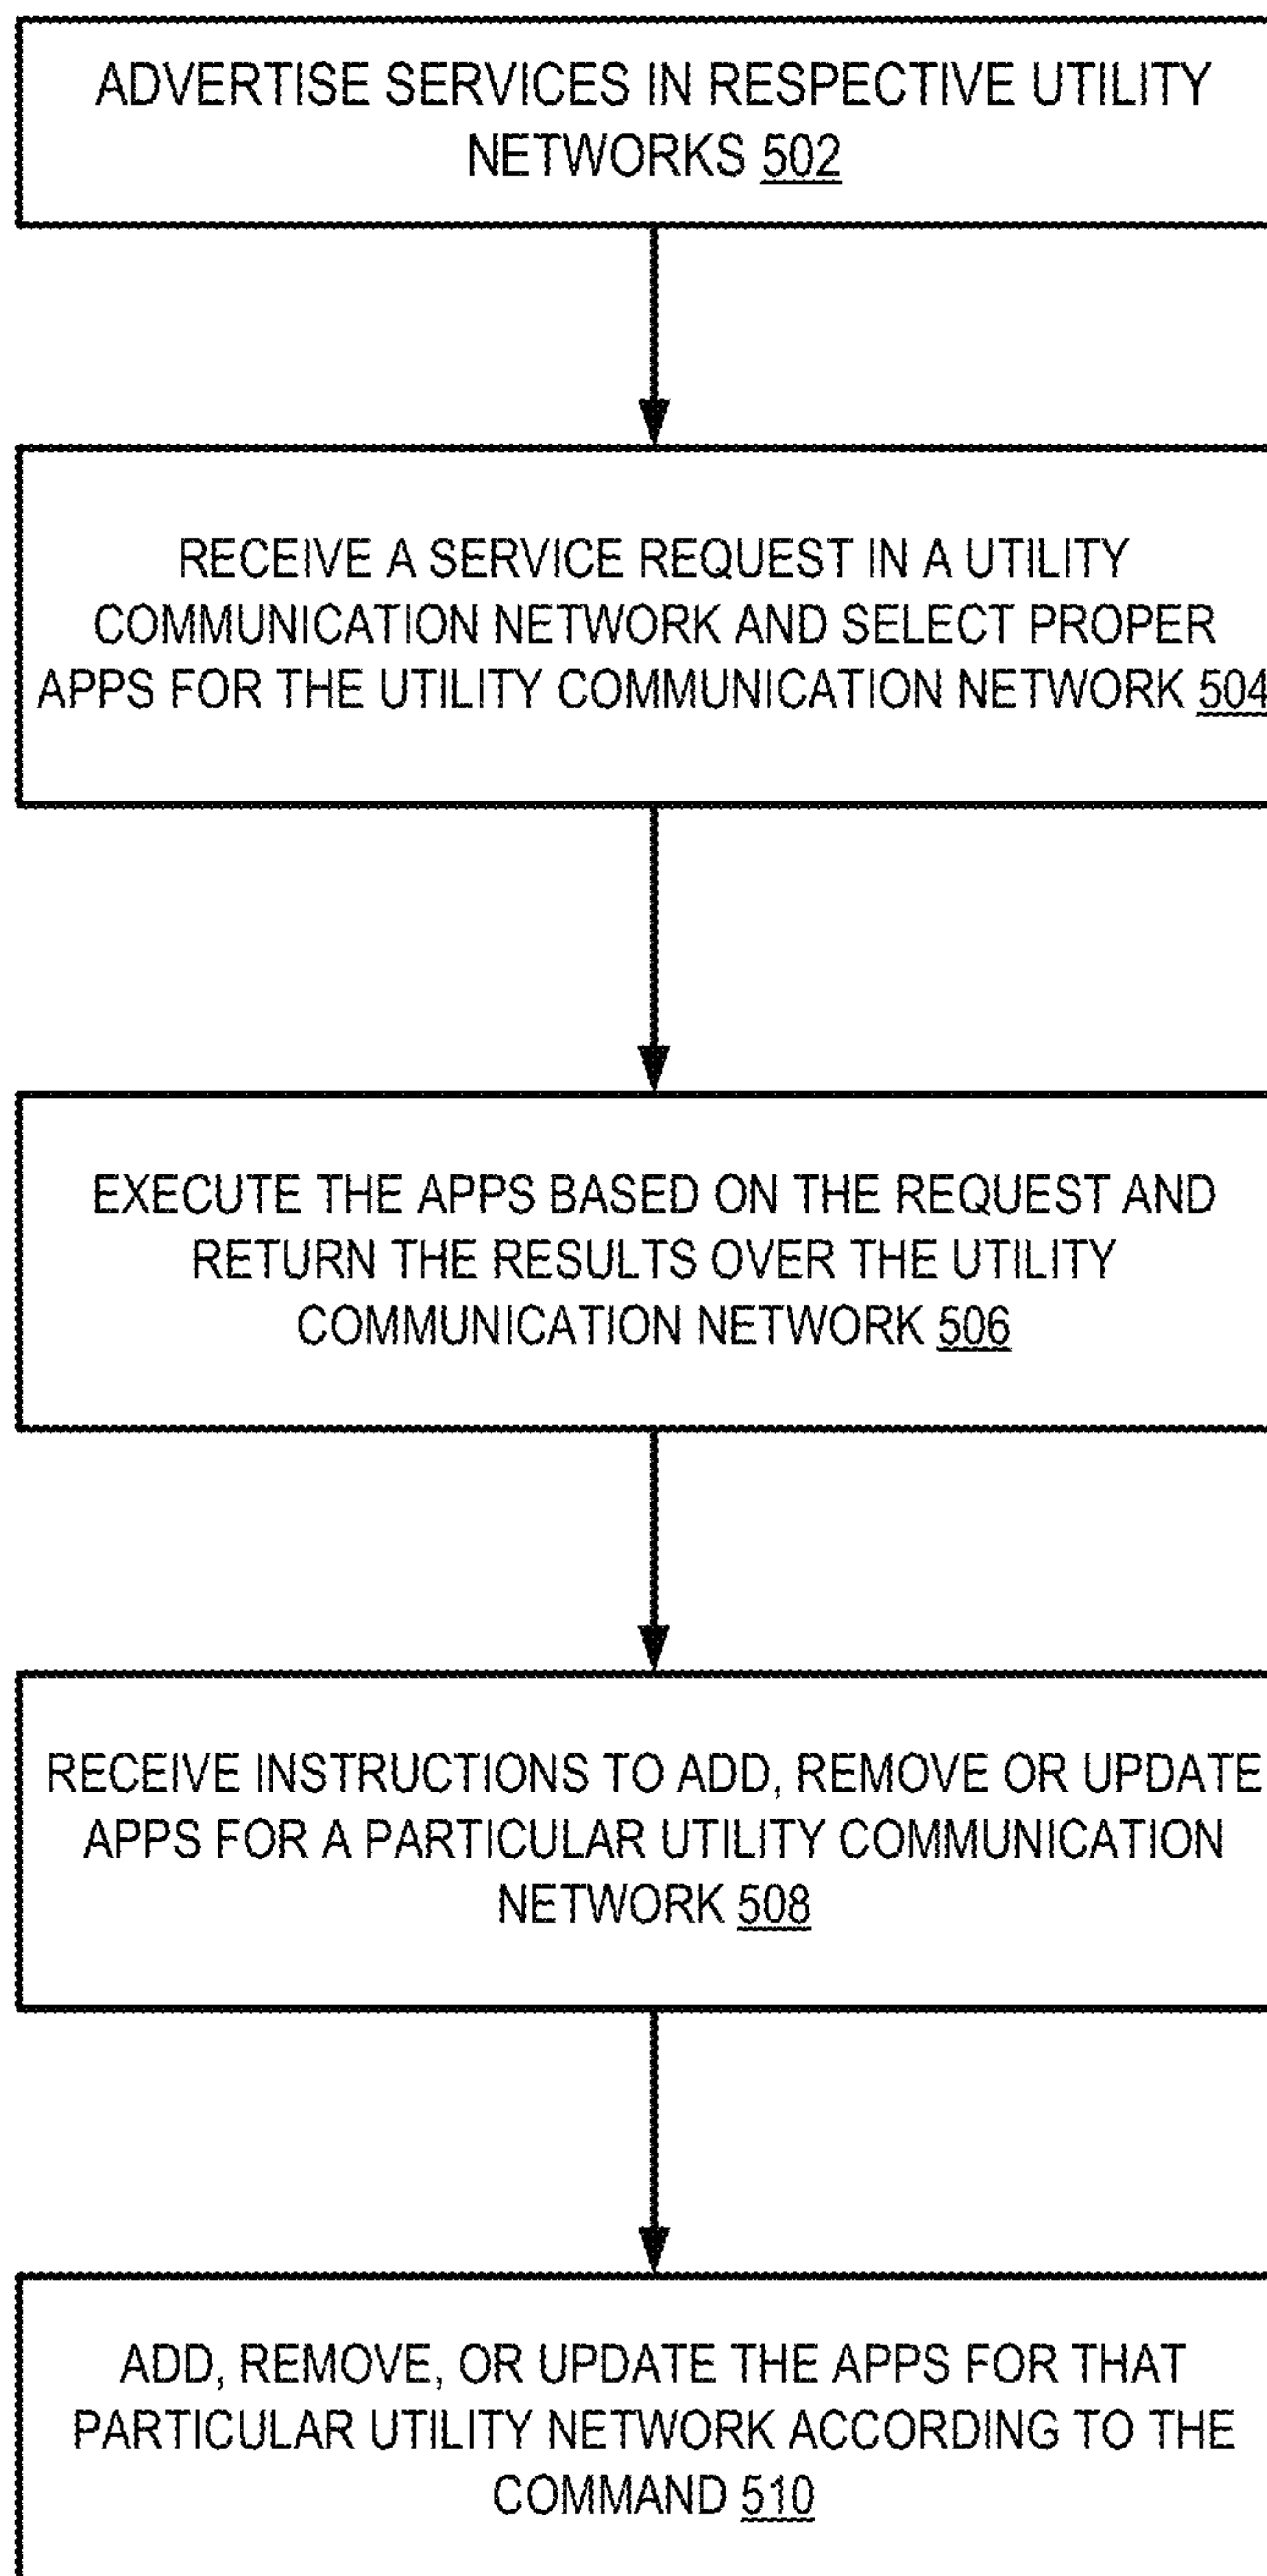 ADVERTISE SERVICES IN RESPECTIVE UTILITY
NETWORKS 502
RECEIVE A SERVICE REQUEST IN A UTILITY
COMMUNICATION NETWORK AND SELECT PROPER
APPS FOR THE UTILITY COMMUNICATION NETWORK 504
EXECUTE THE APPS BASED ON THE REQUEST AND
RETURN THE RESULTS OVER THE UTILITY
COMMUNICATION NETWORK 506
RECEIVE INSTRUCTIONS TO ADD, REMOVE OR UPDATE
APPS FOR A PARTICULAR UTILITY COMMUNICATION
NETWORK 508
ADD, REMOVE, OR UPDATE THE APPS FOR THAT
PARTICULAR UTILITY NETWORK ACCORDING TO THE
COMMAND 510